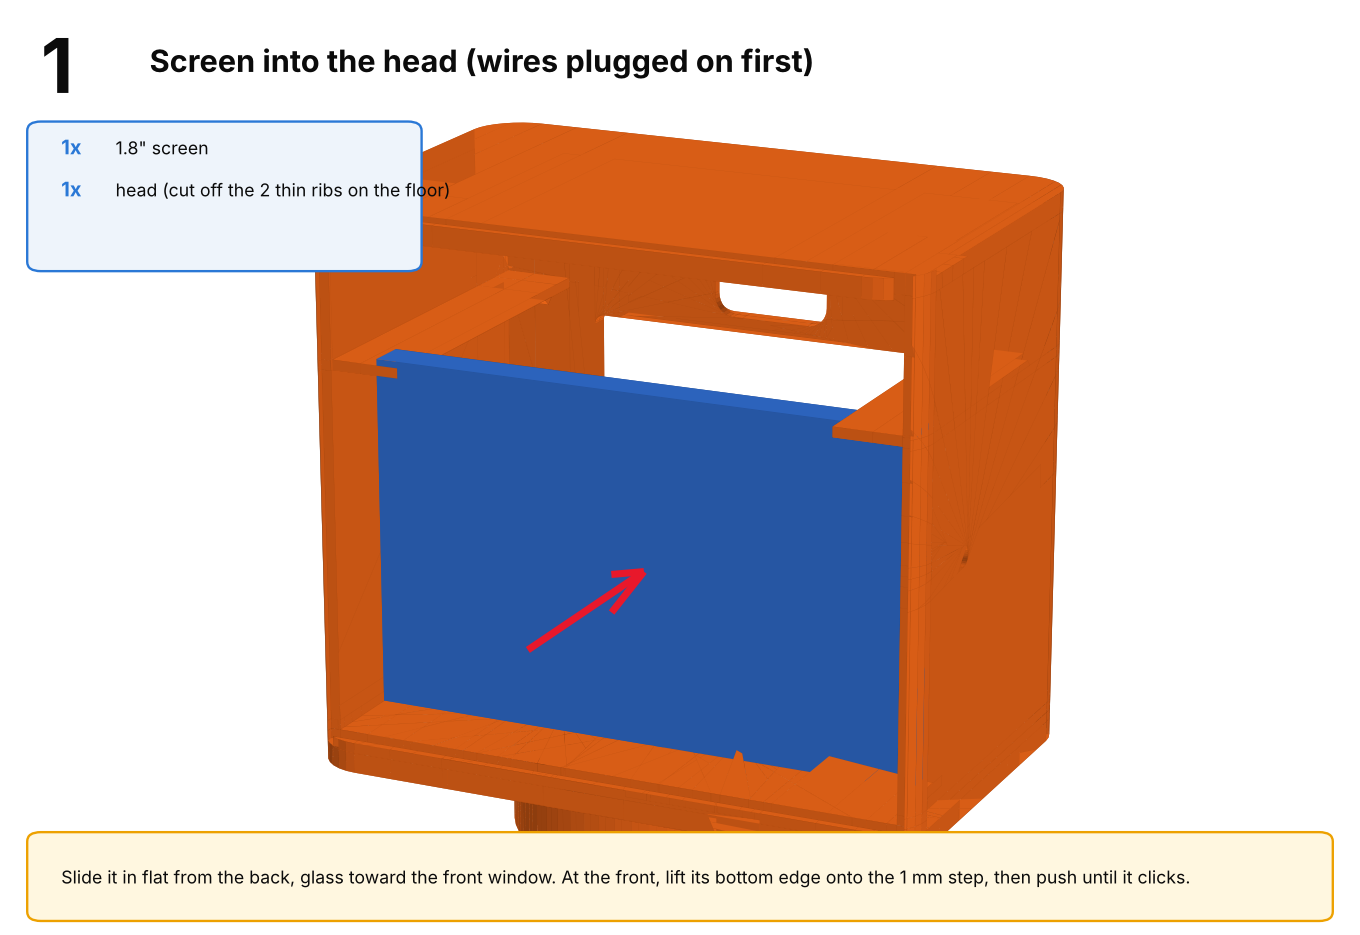 1
Screen into the head (wires plugged on first)
1x 1.8" screen
1x head (cut off the 2 thin ribs on the floor)
Slide it in flat from the back, glass toward the front window. At the front, lift its bottom edge onto the 1 mm step, then push until it clicks.